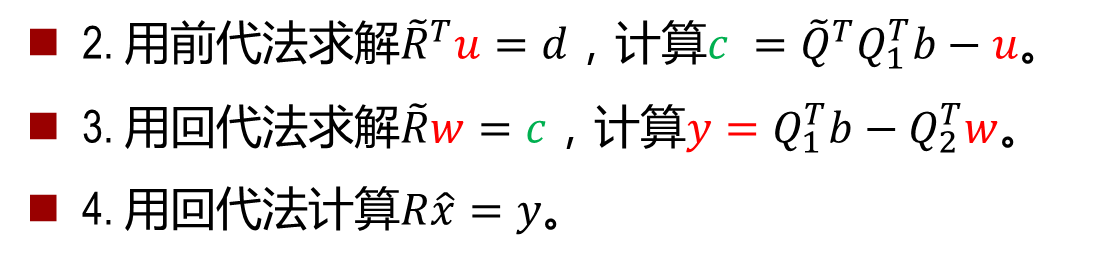 2. 用前代法求解R̃ᵀu = d，计算c = Q̃ᵀQ₁ᵀb − u。
3. 用回代法求解R̃w = c，计算y = Q₁ᵀb − Q₂ᵀw。
4. 用回代法计算Rx̂ = y。